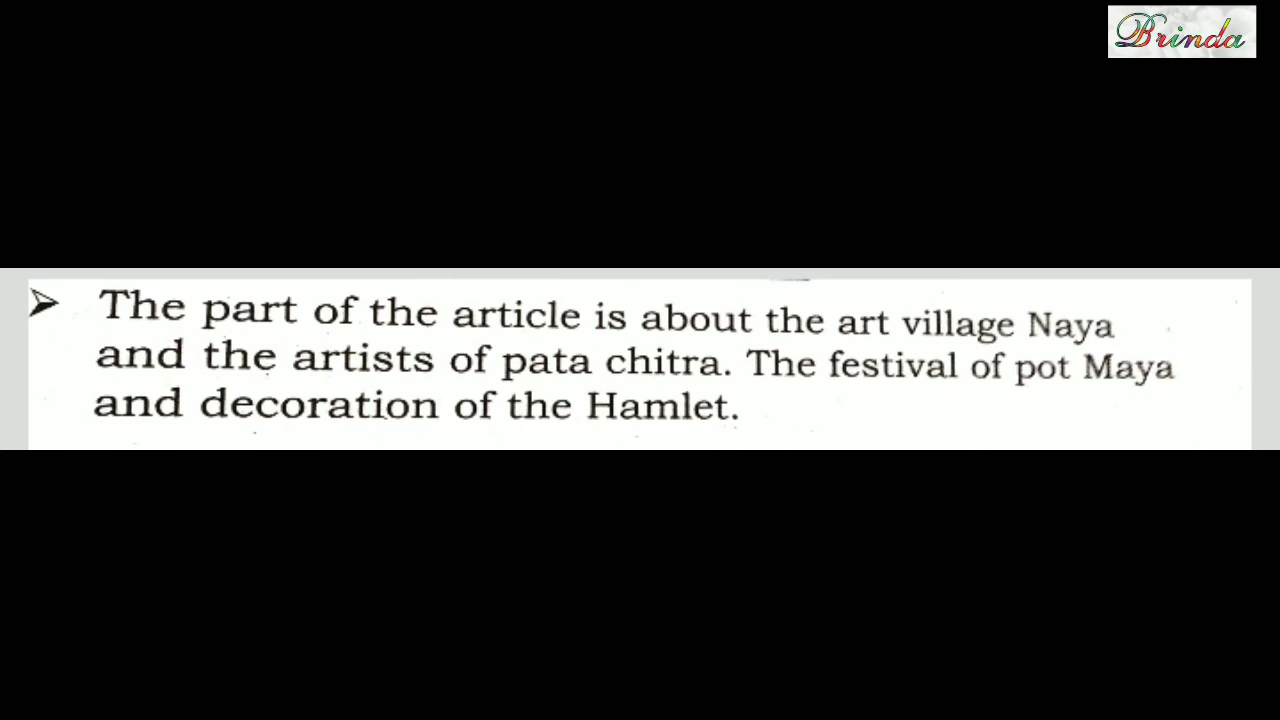 Brinda
➢ The part of the article is about the art village Naya
and the artists of pata chitra. The festival of pot Maya
and decoration of the Hamlet.